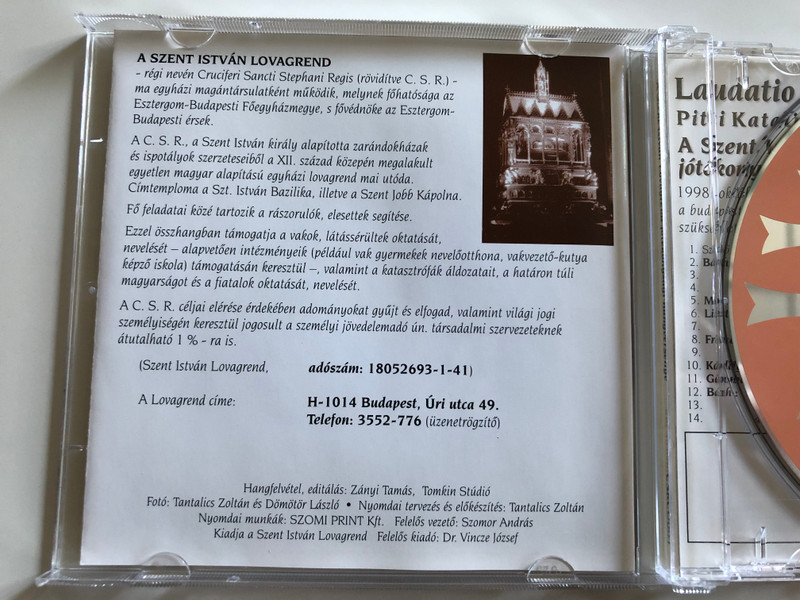 A SZENT ISTVÁN LOVAGREND
- régi nevén Cruciferi Sancti Stephani Regis (rövidítve C. S. R.) -
ma egyházi magántársulatként működik, melynek főhatósága az
Esztergom-Budapesti Főegyházmegye, s fővédnöke az Esztergom-
Budapesti érsek.
A C. S. R., a Szent István király alapította zarándokházak
és ispotályok szerzeteseiből a XII. század közepén megalakult
egyetlen magyar alapítású egyházi lovagrend mai utóda.
Címtemploma a Szt. István Bazilika, illetve a Szent Jobb Kápolna.
Fő feladatai közé tartozik a rászorulók, elesettek segítése.
Ezzel összhangban támogatja a vakok, látássérültek oktatását,
nevelését – alapvetően intézményeik (például vak gyermekek nevelőotthona, vakvezető-kutya
képző iskola) támogatásán keresztül –, valamint a katasztrófák áldozatait, a határon túli
magyarságot és a fiatalok oktatását, nevelését.
A C. S. R. céljai elérése érdekében adományokat gyűjt és elfogad, valamint világi jogi
személyiségén keresztül jogosult a személyi jövedelemadó ún. társadalmi szervezeteknek
átutalható 1 % - ra is.
(Szent István Lovagrend, adószám: 18052693-1-41)
A Lovagrend címe: H-1014 Budapest, Úri utca 49.
Telefon: 3552-776 (üzenetrögzítő)
Hangfelvétel, editálás: Zányi Tamás, Tomkin Stúdió
Fotó: Tantalics Zoltán és Dömötör László • Nyomdai tervezés és előkészítés: Tantalics Zoltán
Nyomdai munkák: SZOMI PRINT Kft. Felelős vezető: Szomor András
Kiadja a Szent István Lovagrend Felelős kiadó: Dr. Vincze József
Laudatio
A Szent
1998
1.
2.
3.
4.
5.
6.
7.
8.
9.
10.
11.
12.
13.
14.